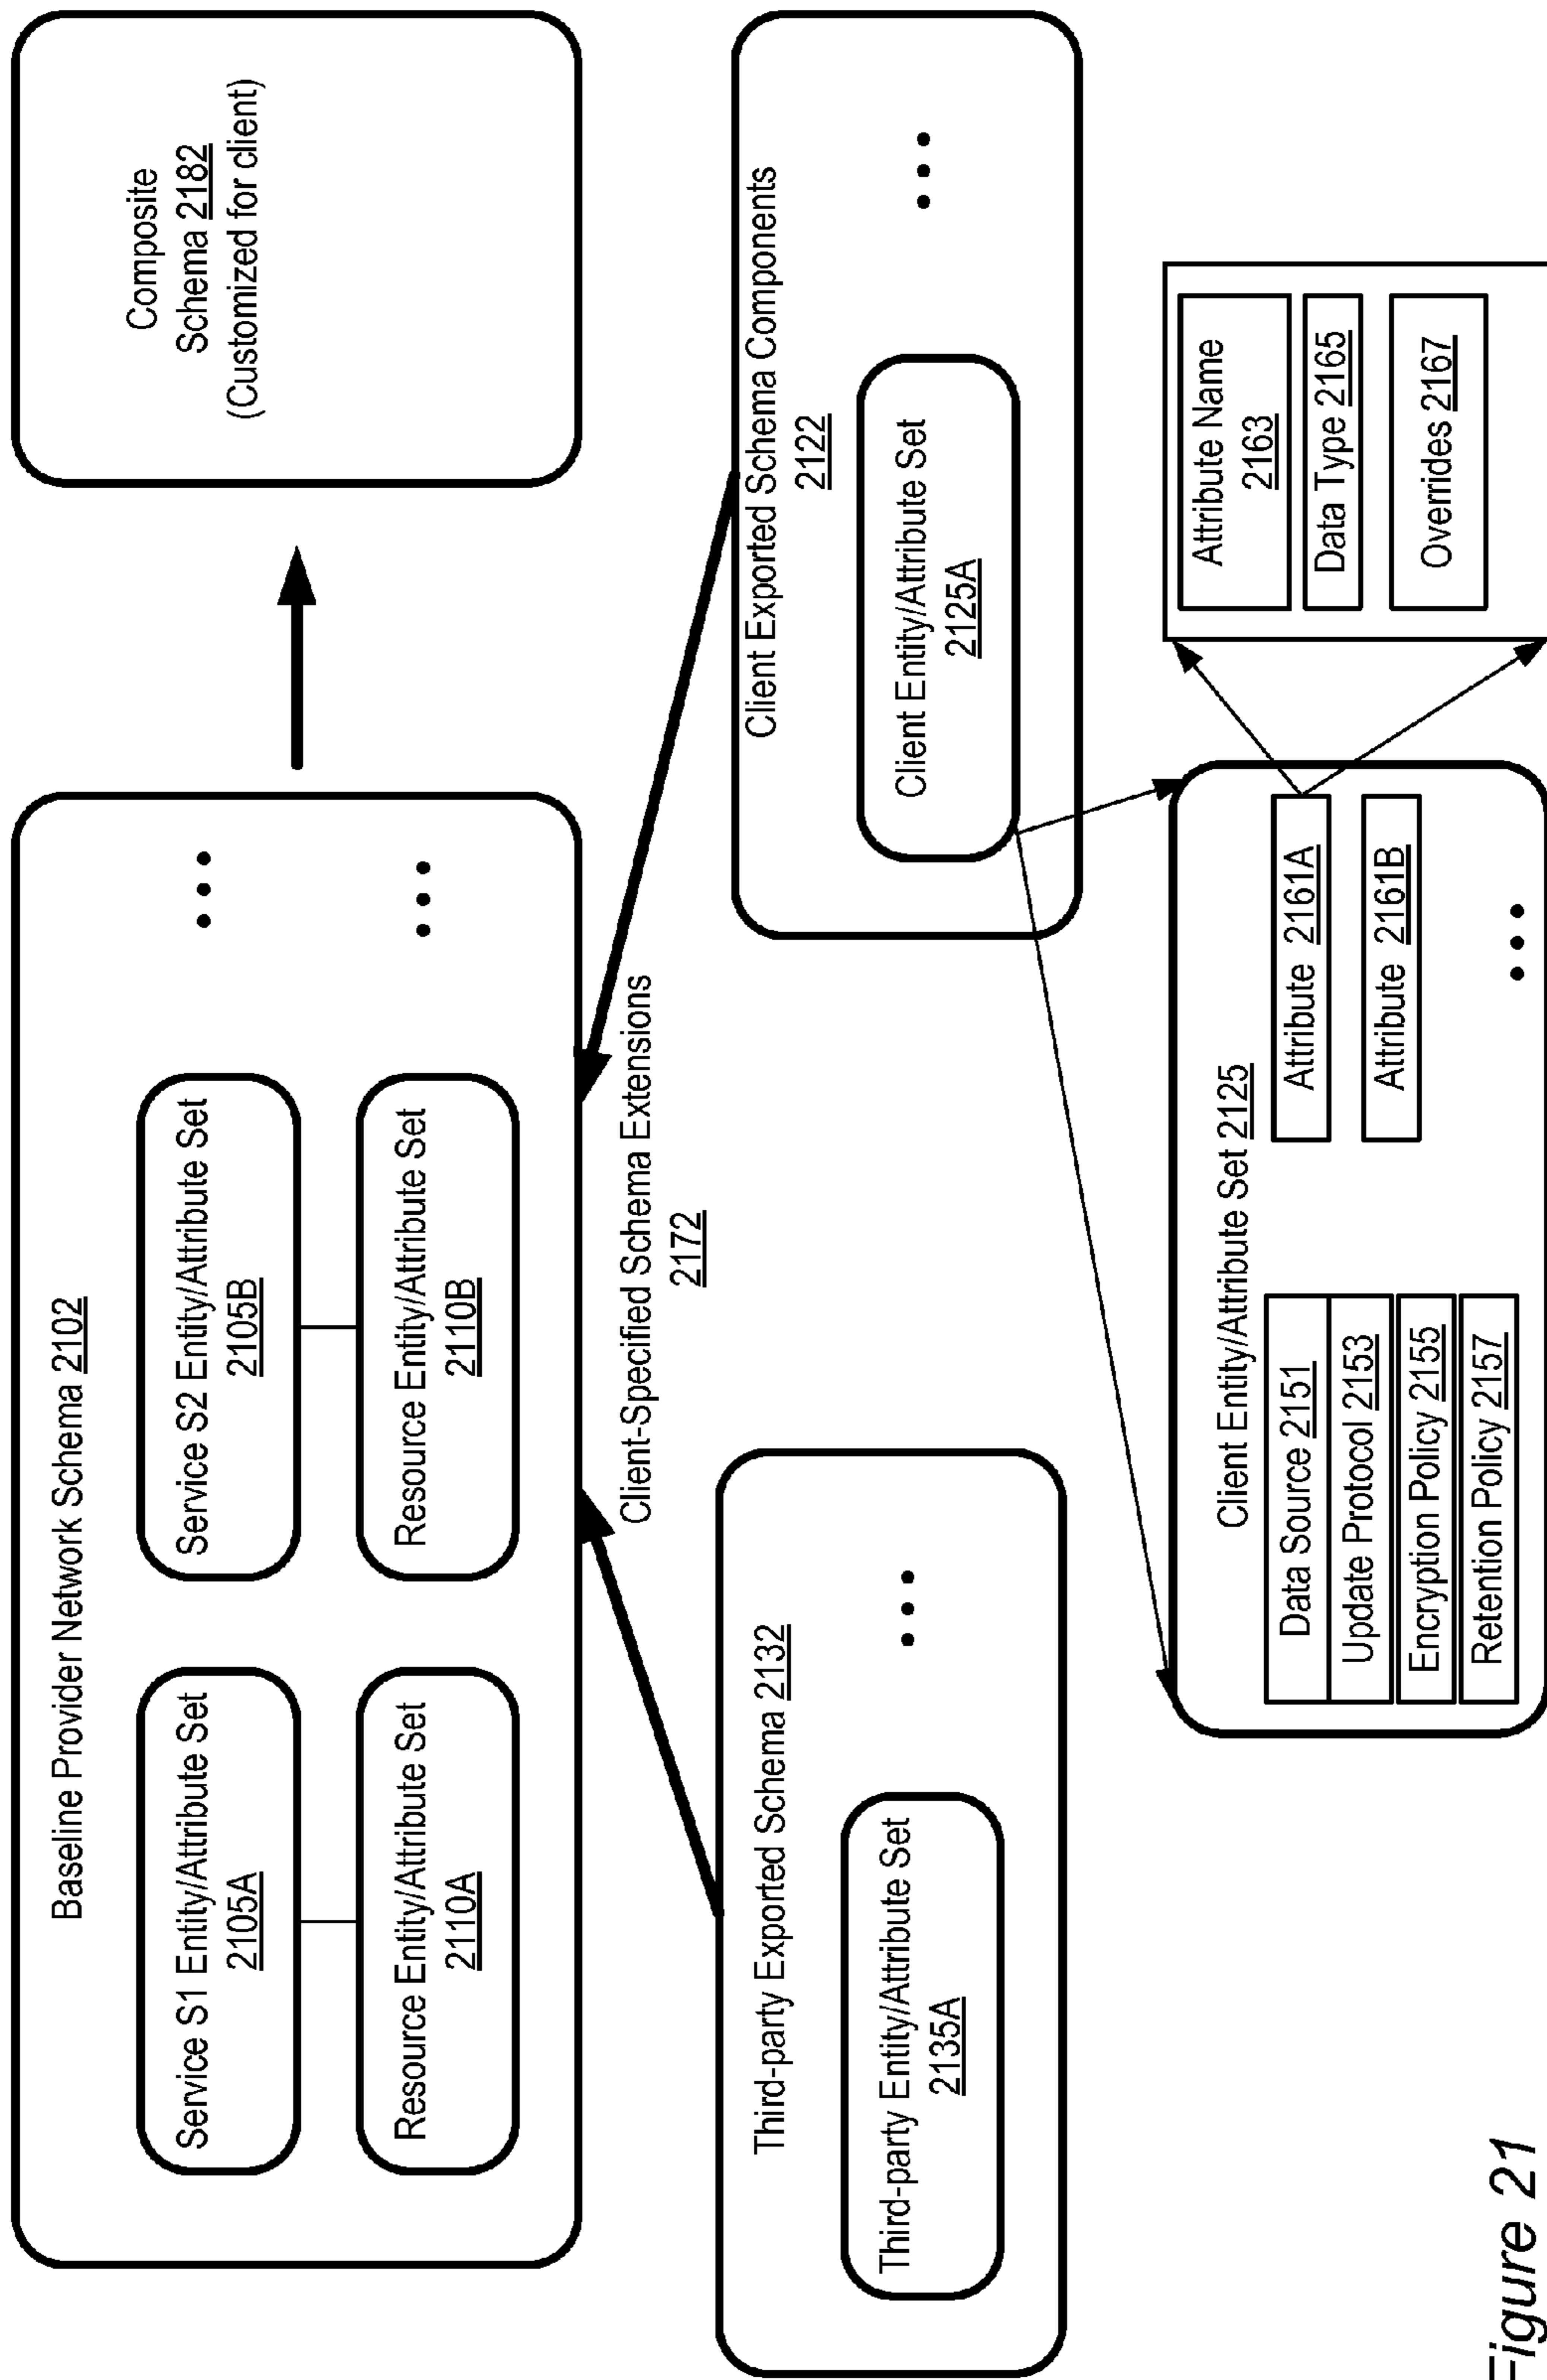 Baseline Provider Network Schema 2102
Service S1 Entity/Attribute Set
2105A
Resource Entity/Attribute Set
2110A
Service S2 Entity/Attribute Set
2105B
Resource Entity/Attribute Set
2110B
Composite
Schema 2182
(Customized for client)
Client-Specified Schema Extensions
2172
Third-party Exported Schema 2132
Third-party Entity/Attribute Set
2135A
Client Exported Schema Components
2122
Client Entity/Attribute Set
2125A
Client Entity/Attribute Set 2125
Data Source 2151
Update Protocol 2153
Encryption Policy 2155
Retention Policy 2157
Attribute 2161A
Attribute 2161B
Attribute Name
2163
Data Type 2165
Overrides 2167
Figure 21